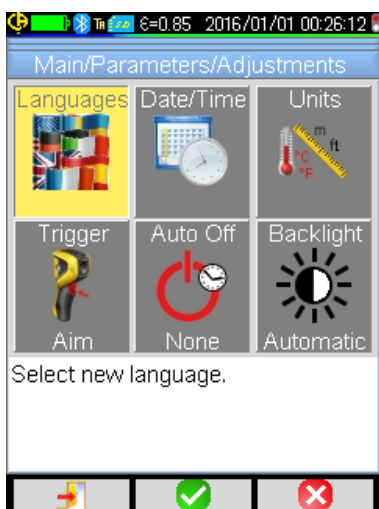 TA ε=0.85 2016/01/01 00:26:12
Main/Parameters/Adjustments
Languages Date/Time Units
m
ft
°C
°F
Trigger Auto Off Backlight
Aim None Automatic
Select new language.